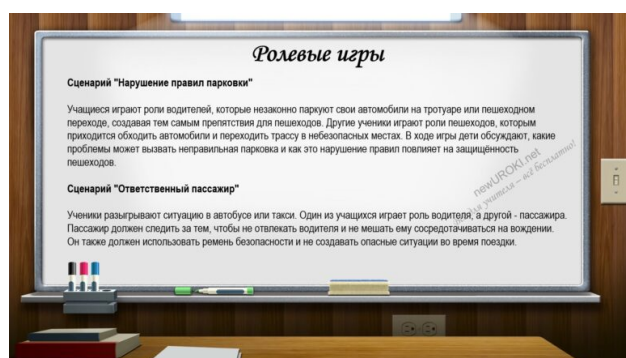 Ролевые игры
Сценарий "Нарушение правил парковки"
Учащиеся играют роли водителей, которые незаконно паркуют свои автомобили на тротуаре или пешеходном
переходе, создавая тем самым препятствия для пешеходов. Другие ученики играют роли пешеходов, которым
приходится обходить автомобили и переходить трассу в небезопасных местах. В ходе игры дети обсуждают, какие
проблемы может вызвать неправильная парковка и как это нарушение правил повлияет на защищённость
пешеходов.
newUROKI.net
всё для учителя – всё бесплатно!
Сценарий "Ответственный пассажир"
Ученики разыгрывают ситуацию в автобусе или такси. Один из учащихся играет роль водителя, а другой - пассажира.
Пассажир должен следить за тем, чтобы не отвлекать водителя и не мешать ему сосредотачиваться на вождении.
Он также должен использовать ремень безопасности и не создавать опасные ситуации во время поездки.